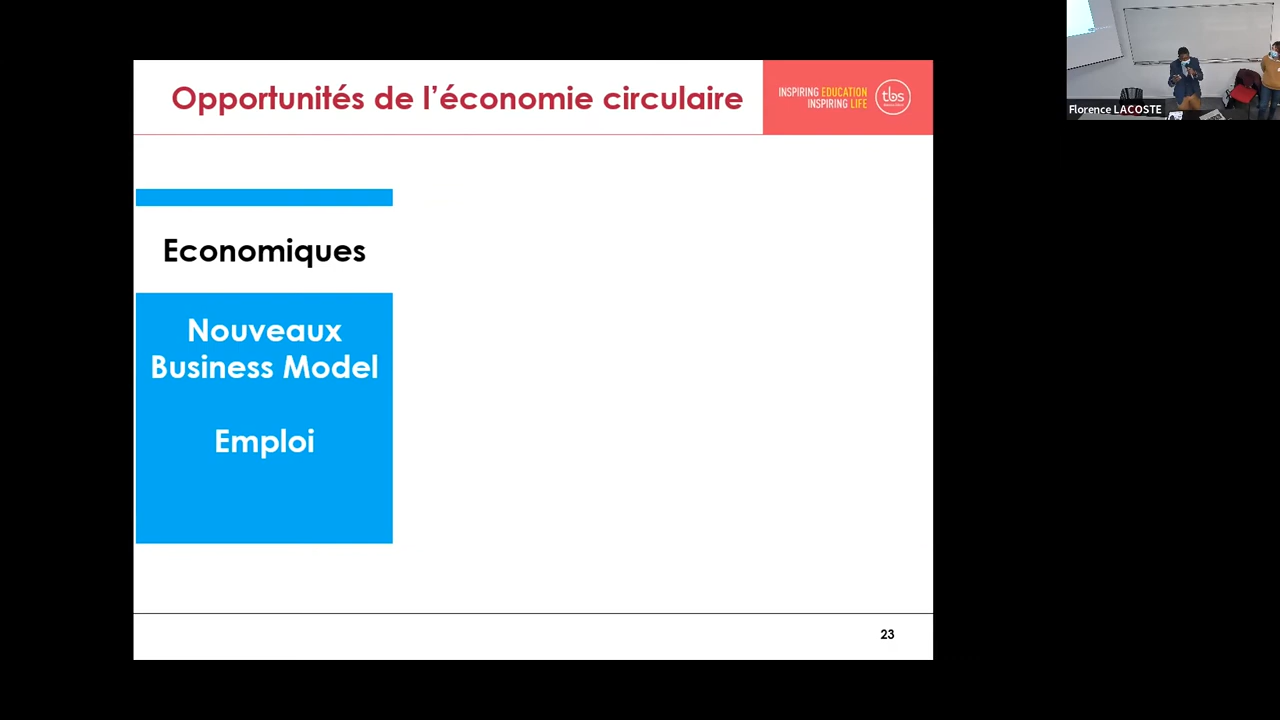 Opportunités de l'économie circulaire
INSPIRING EDUCATION
INSPIRING LIFE
tbs
Florence LACOSTE
Economiques
Nouveaux
Business Model
Emploi
23